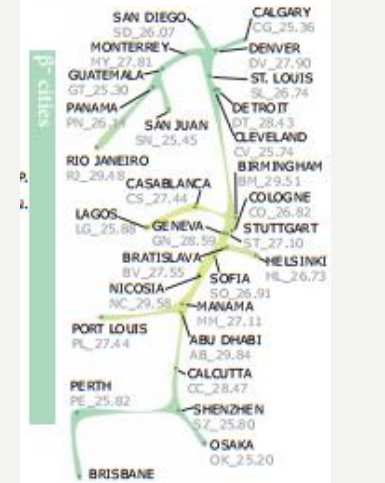 SAN DIEGO
SD_26.07
CALGARY
CG_25.36
MONTERREY
MY_27.81
DENVER
DV_27.90
GUATEMALA
GT_25.30
ST. LOUIS
SL_26.74
β⁻ cities
PANAMA
DETROIT
DT_28.43
SAN JUAN
SN_25.45
CLEVELAND
CV_25.74
RIO JANEIRO
RJ_29.48
BIRMINGHAM
BM_29.51
CASABLANCA
CS_27.44
COLOGNE
CO_26.82
LAGOS
LG_25.88
GENEVA
GN_28.59
STUTTGART
ST_27.10
BRATISLAVA
BV_27.55
HELSINKI
HL_26.73
SOFIA
SO_26.91
NICOSIA
NC_29.58
MANAMA
MM_27.11
PORT LOUIS
PL_27.44
ABU DHABI
AB_29.84
CALCUTTA
CC_28.47
PERTH
PE_25.82
SHENZHEN
SZ_25.80
OSAKA
OK_25.20
BRISBANE